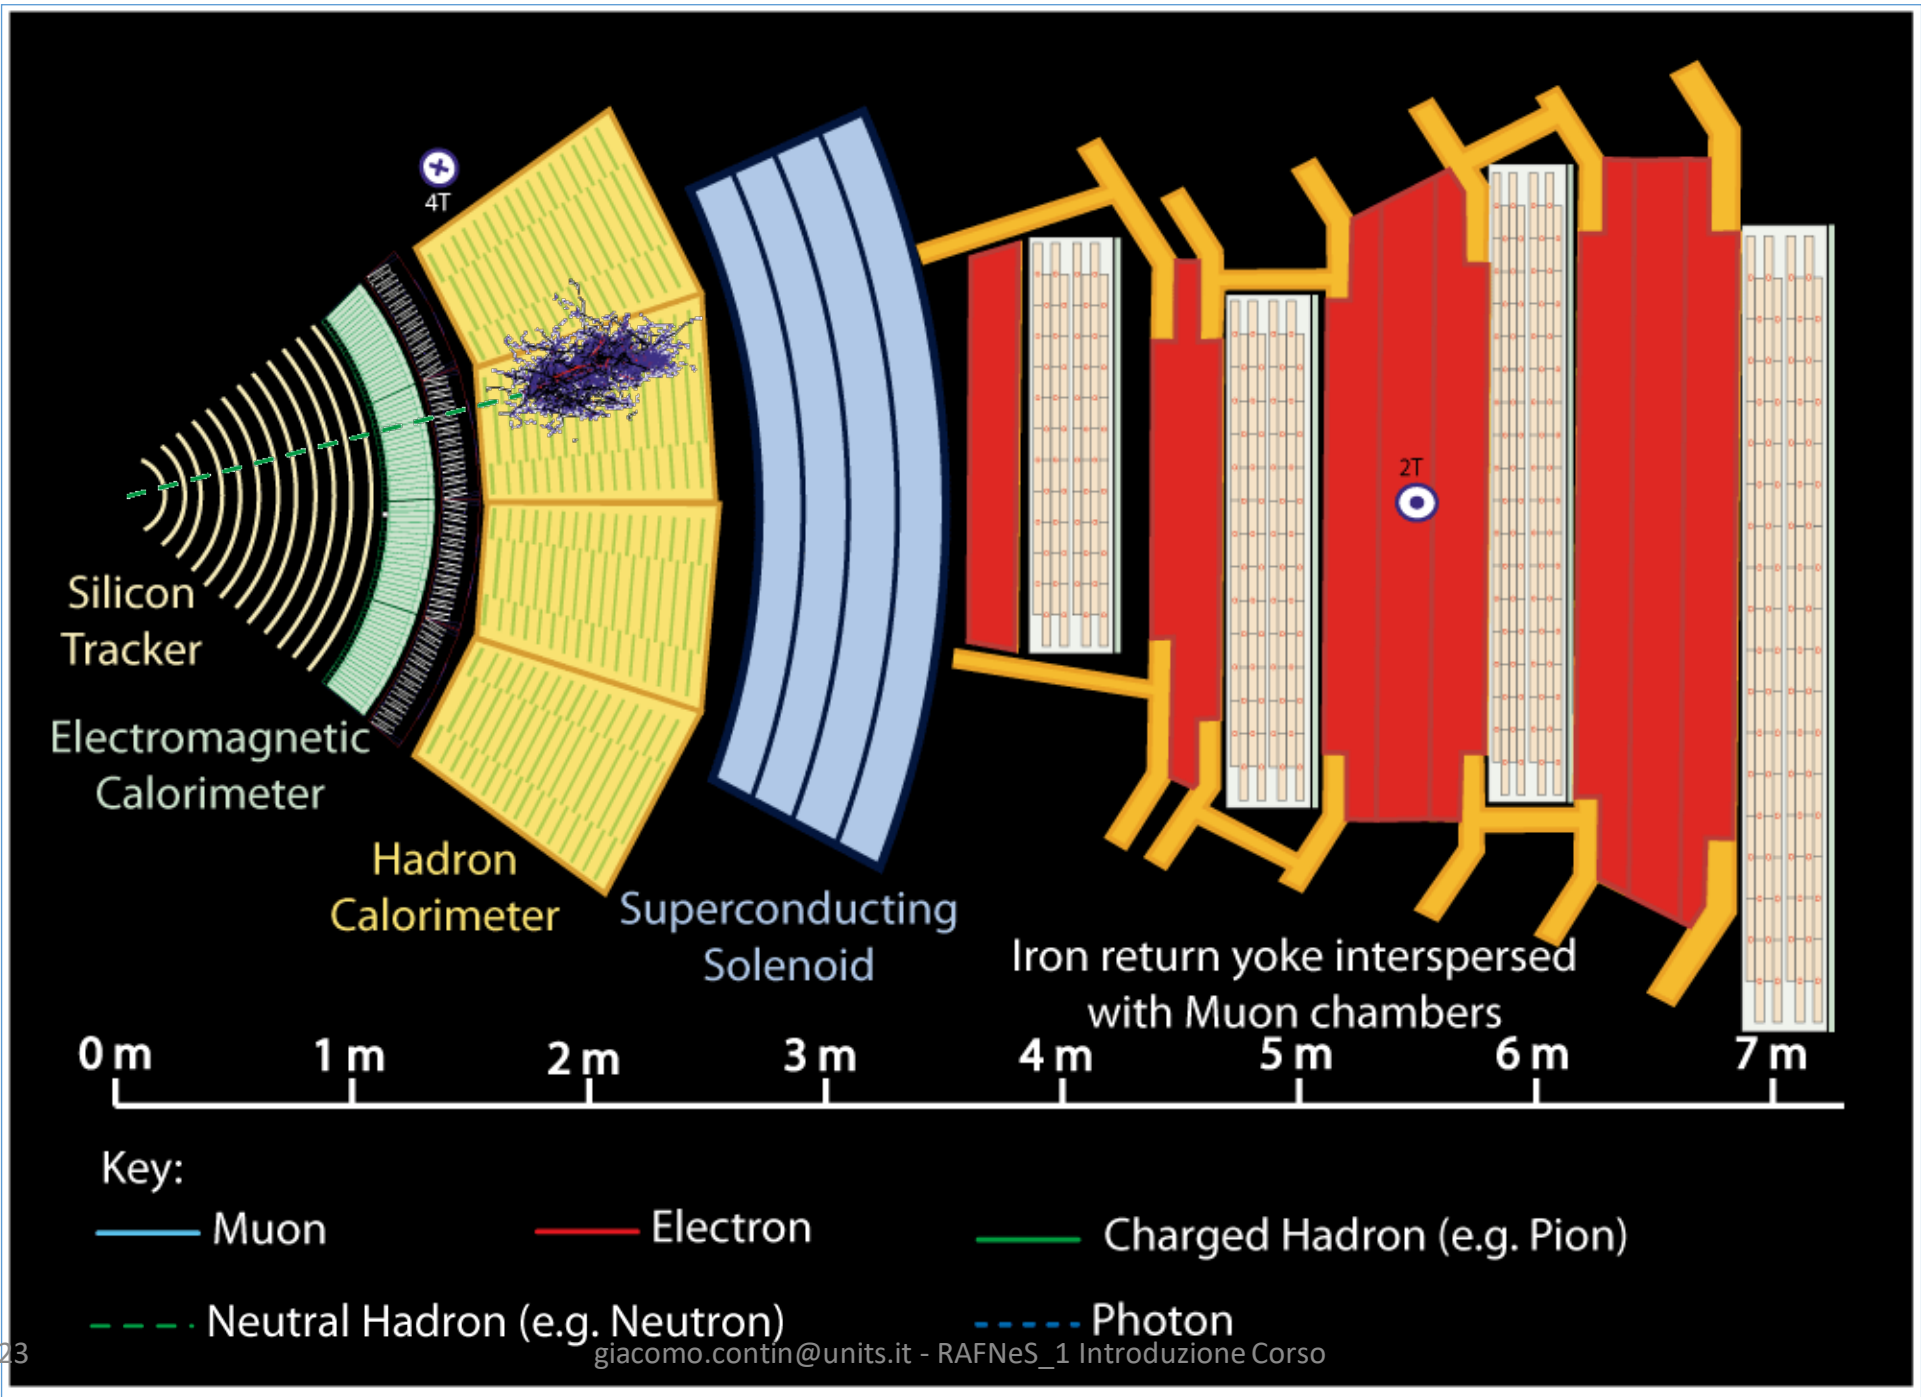 4T
2T
Silicon
Tracker
Electromagnetic
Calorimeter
Hadron
Calorimeter
Superconducting
Solenoid
Iron return yoke interspersed
with Muon chambers
0 m 1 m 2 m 3 m 4 m 5 m 6 m 7 m
Key:
Muon Electron Charged Hadron (e.g. Pion)
Neutral Hadron (e.g. Neutron) Photon
23 giacomo.contin@units.it - RAFNeS_1 Introduzione Corso